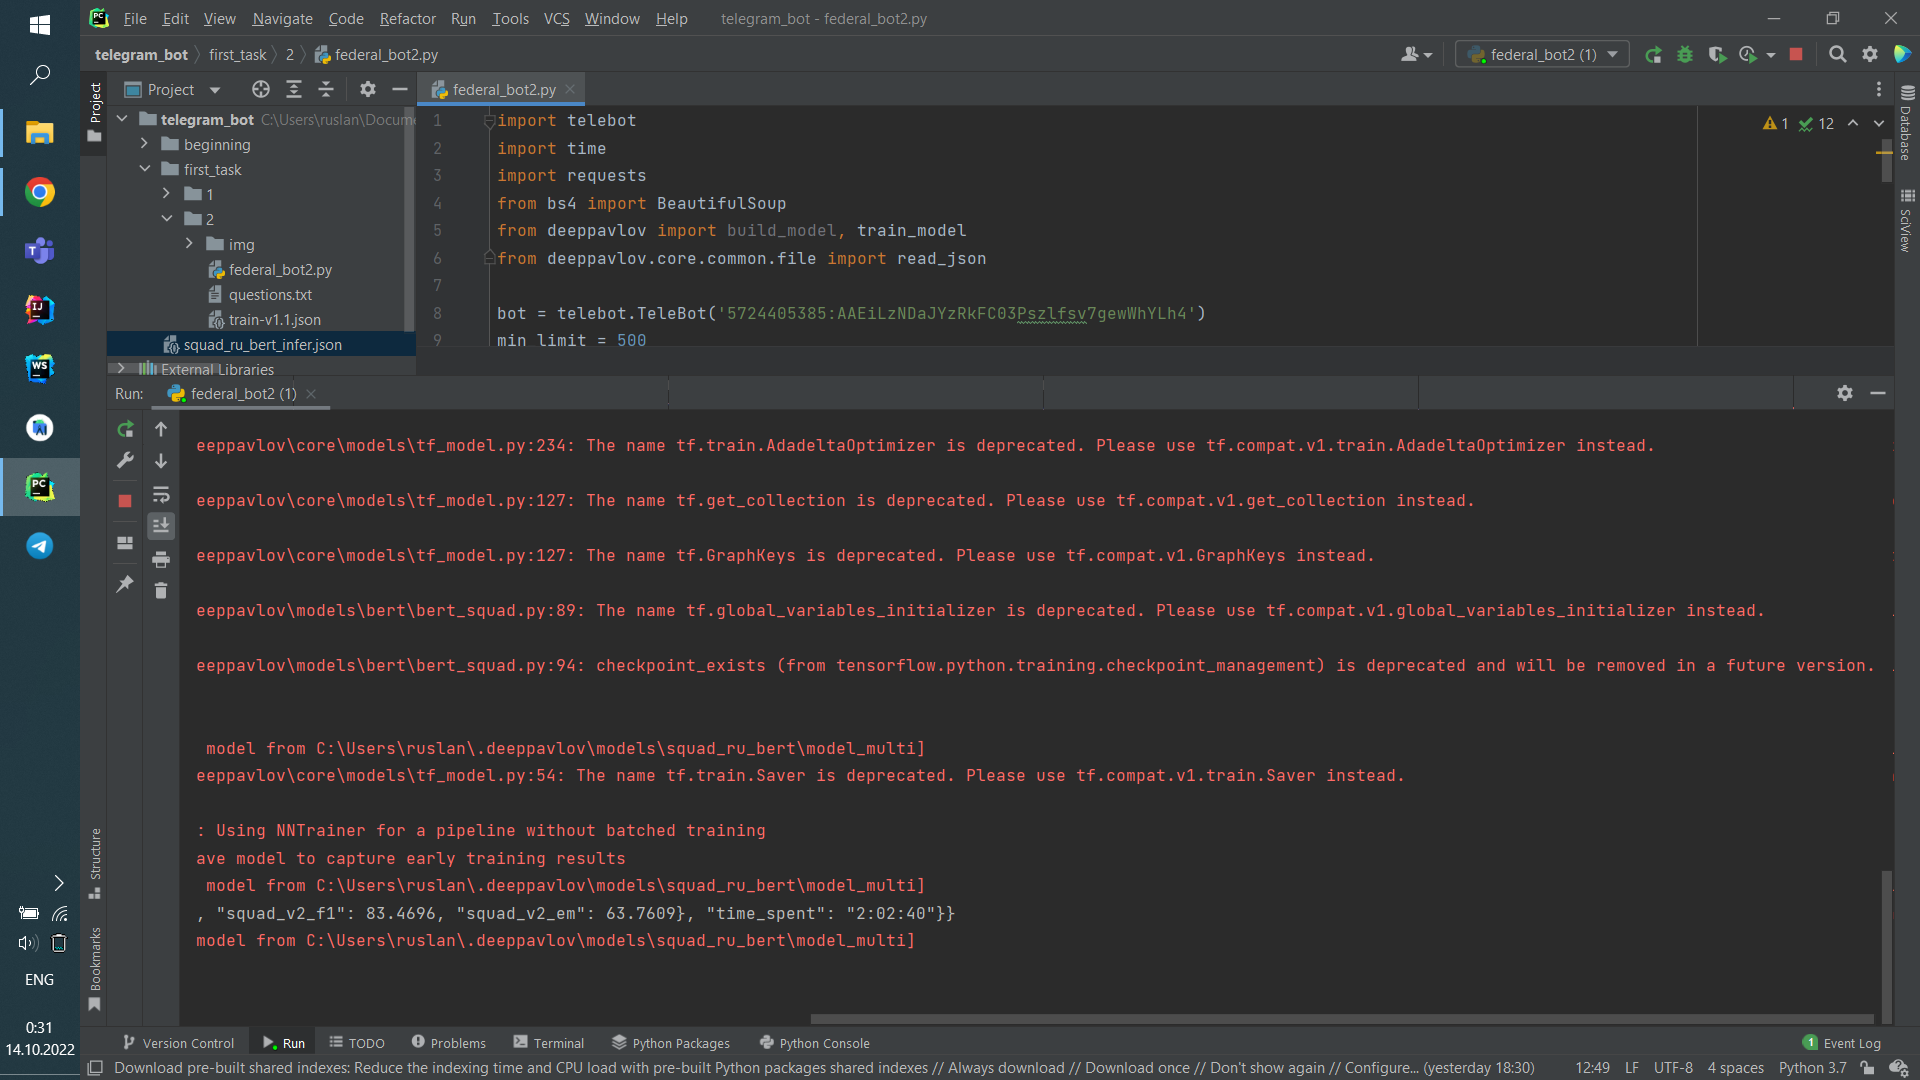 File Edit View Navigate Code Refactor Run Tools VCS Window Help telegram_bot - federal_bot2.py
telegram_bot first_task 2 federal_bot2.py federal_bot2 (1)
Project federal_bot2.py
Project
telegram_bot C:\Users\ruslan\Docume
beginning
first_task
1
2
img
federal_bot2.py
questions.txt
train-v1.1.json
squad_ru_bert_infer.json
External Libraries
1 import telebot
2 import time
3 import requests
4 from bs4 import BeautifulSoup
5 from deeppavlov import build_model, train_model
6 from deeppavlov.core.common.file import read_json
7
8 bot = telebot.TeleBot('5724405385:AAEiLzNDaJYzRkFC03Pszlfsv7gewWhYLh4')
9 min_limit = 500
1 12
Database
SciView
Run: federal_bot2 (1)
eeppavlov\core\models\tf_model.py:234: The name tf.train.AdadeltaOptimizer is deprecated. Please use tf.compat.v1.train.AdadeltaOptimizer instead.
eeppavlov\core\models\tf_model.py:127: The name tf.get_collection is deprecated. Please use tf.compat.v1.get_collection instead.
eeppavlov\core\models\tf_model.py:127: The name tf.GraphKeys is deprecated. Please use tf.compat.v1.GraphKeys instead.
eeppavlov\models\bert\bert_squad.py:89: The name tf.global_variables_initializer is deprecated. Please use tf.compat.v1.global_variables_initializer instead.
eeppavlov\models\bert\bert_squad.py:94: checkpoint_exists (from tensorflow.python.training.checkpoint_management) is deprecated and will be removed in a future version.
model from C:\Users\ruslan\.deeppavlov\models\squad_ru_bert\model_multi]
eeppavlov\core\models\tf_model.py:54: The name tf.train.Saver is deprecated. Please use tf.compat.v1.train.Saver instead.
: Using NNTrainer for a pipeline without batched training
ave model to capture early training results
model from C:\Users\ruslan\.deeppavlov\models\squad_ru_bert\model_multi]
, "squad_v2_f1": 83.4696, "squad_v2_em": 63.7609}, "time_spent": "2:02:40"}}
model from C:\Users\ruslan\.deeppavlov\models\squad_ru_bert\model_multi]
Structure
Bookmarks
ENG
0:31
14.10.2022
Version Control Run TODO Problems Terminal Python Packages Python Console 1 Event Log
Download pre-built shared indexes: Reduce the indexing time and CPU load with pre-built Python packages shared indexes // Always download // Download once // Don't show again // Configure... (yesterday 18:30) 12:49 LF UTF-8 4 spaces Python 3.7